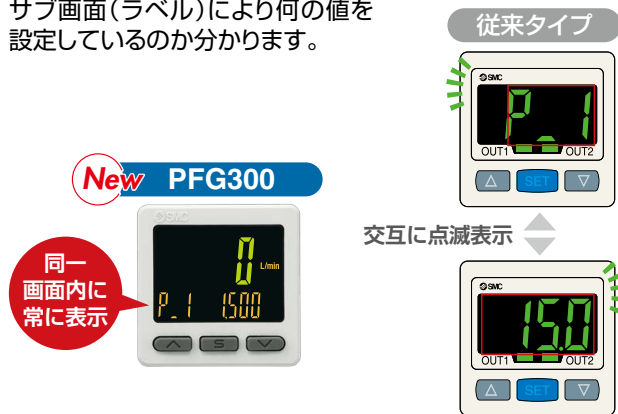 サブ画面（ラベル）により何の値を
設定しているのか分かります。
従来タイプ
SMC
P_1
OUT1
OUT2
SET
New PFG300
SMC
0
L/min
P_1
1.500
S
同一
画面内に
常に表示
交互に点滅表示
SMC
15.0
OUT1
OUT2
SET